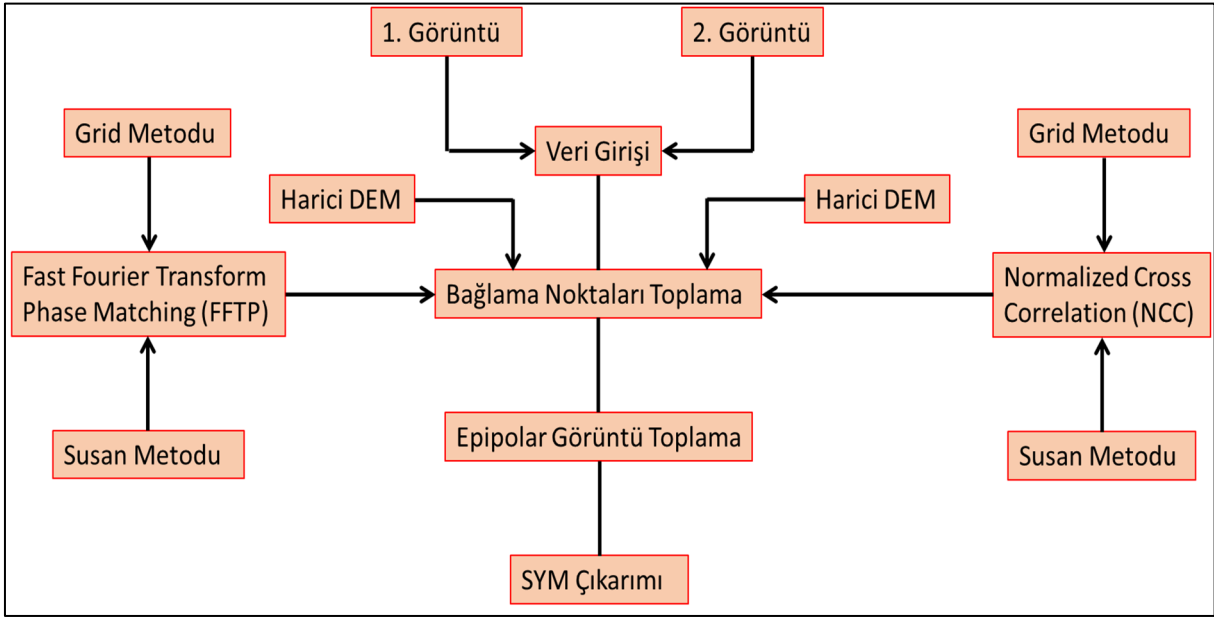 1. Görüntü
2. Görüntü
Grid Metodu
Veri Girişi
Grid Metodu
Harici DEM
Harici DEM
Fast Fourier Transform
Phase Matching (FFTP)
Bağlama Noktaları Toplama
Normalized Cross
Correlation (NCC)
Susan Metodu
Epipolar Görüntü Toplama
Susan Metodu
SYM Çıkarımı